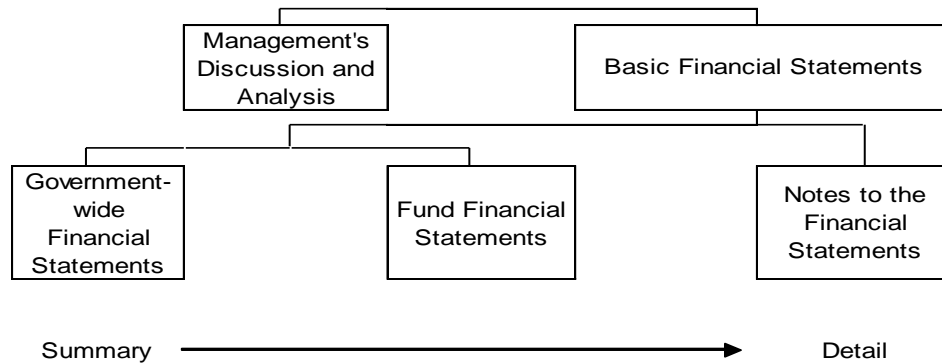 Management's
Discussion and
Analysis
Basic Financial Statements
Government-
wide
Financial
Statements
Fund Financial
Statements
Notes to the
Financial
Statements
Summary
Detail